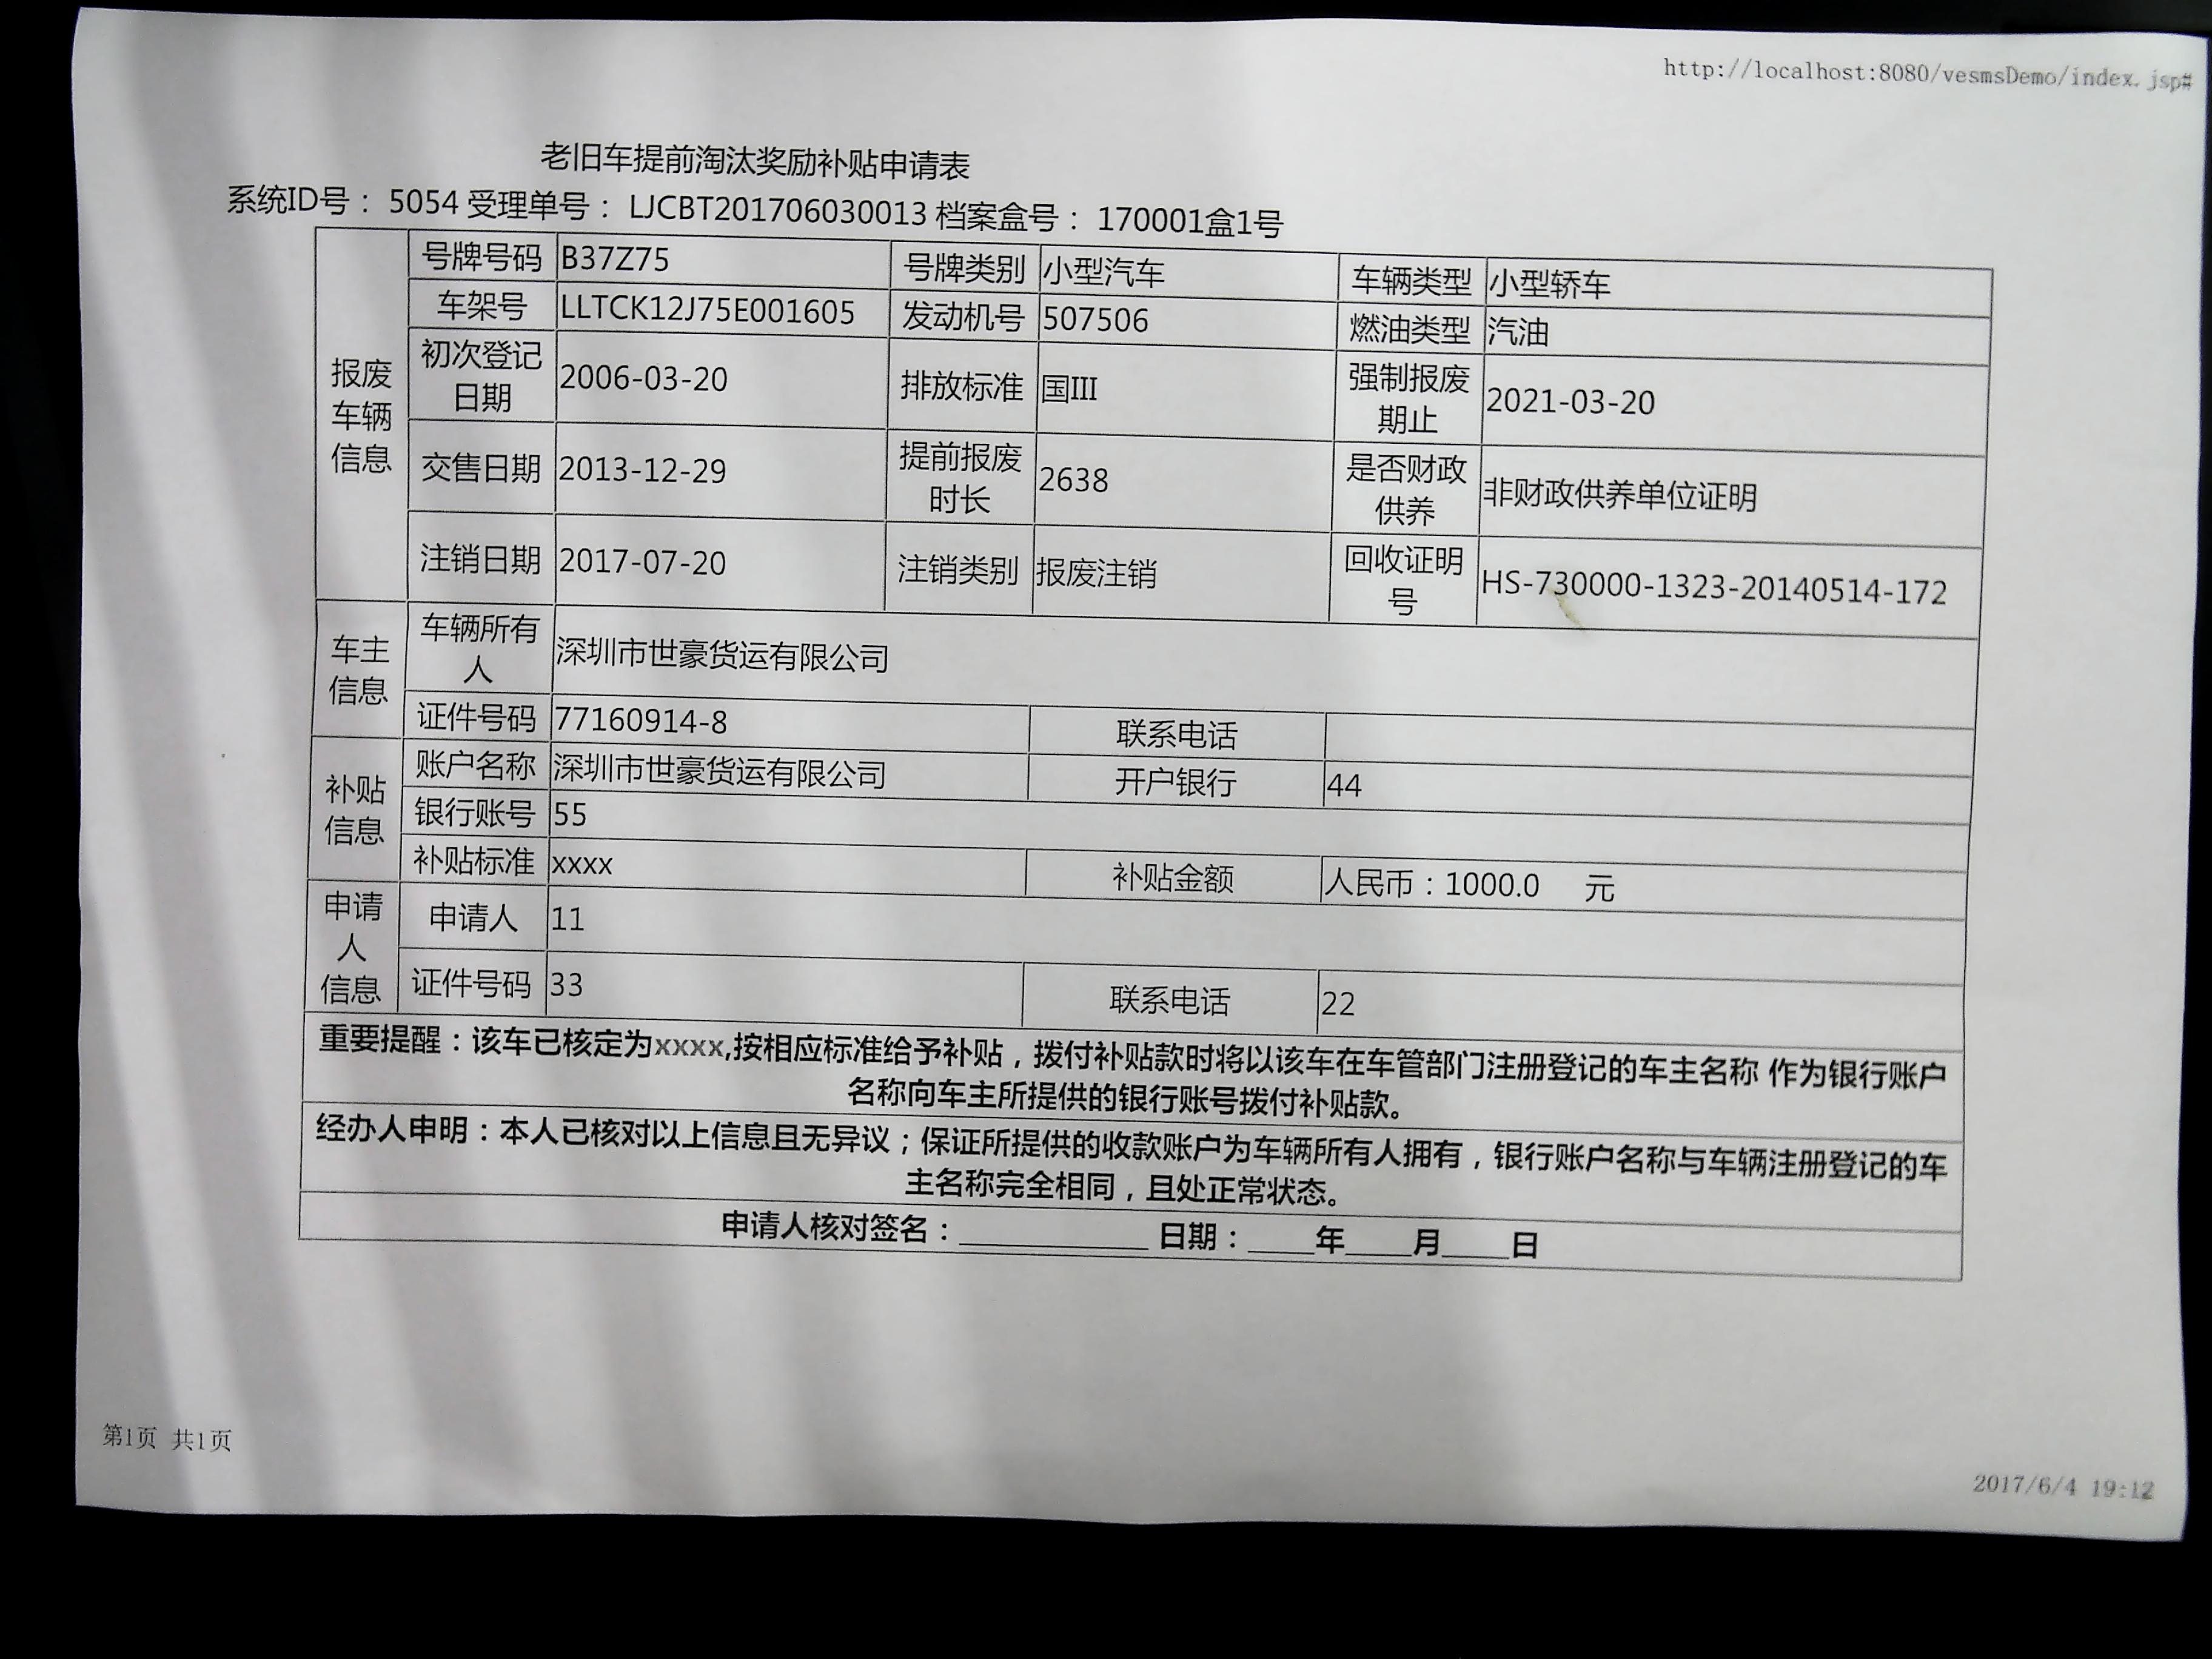 http://localhost:8080/vesmsDemo/index.jsp#
老旧车提前淘汰奖励补贴申请表
系统ID号： 5054 受理单号： LJCBT201706030013 档案盒号： 170001盒1号
报废车辆信息
号牌号码 B37Z75 号牌类别 小型汽车 车辆类型 小型轿车
车架号 LLTCK12J75E001605 发动机号 507506 燃油类型 汽油
初次登记日期 2006-03-20 排放标准 国III 强制报废期止 2021-03-20
交售日期 2013-12-29 提前报废时长 2638 是否财政供养 非财政供养单位证明
注销日期 2017-07-20 注销类别 报废注销 回收证明号 HS-730000-1323-20140514-172
车主信息
车辆所有人 深圳市世豪货运有限公司
证件号码 77160914-8 联系电话
补贴信息
账户名称 深圳市世豪货运有限公司 开户银行 44
银行账号 55
补贴标准 xxxx 补贴金额 人民币：1000.0 元
申请人信息
申请人 11
证件号码 33 联系电话 22
重要提醒：该车已核定为xxxx,按相应标准给予补贴，拨付补贴款时将以该车在车管部门注册登记的车主名称 作为银行账户
名称向车主所提供的银行账号拨付补贴款。
经办人申明：本人已核对以上信息且无异议；保证所提供的收款账户为车辆所有人拥有，银行账户名称与车辆注册登记的车
主名称完全相同，且处正常状态。
申请人核对签名：____________ 日期：____年____月____日
第1页 共1页
2017/6/4 19:12